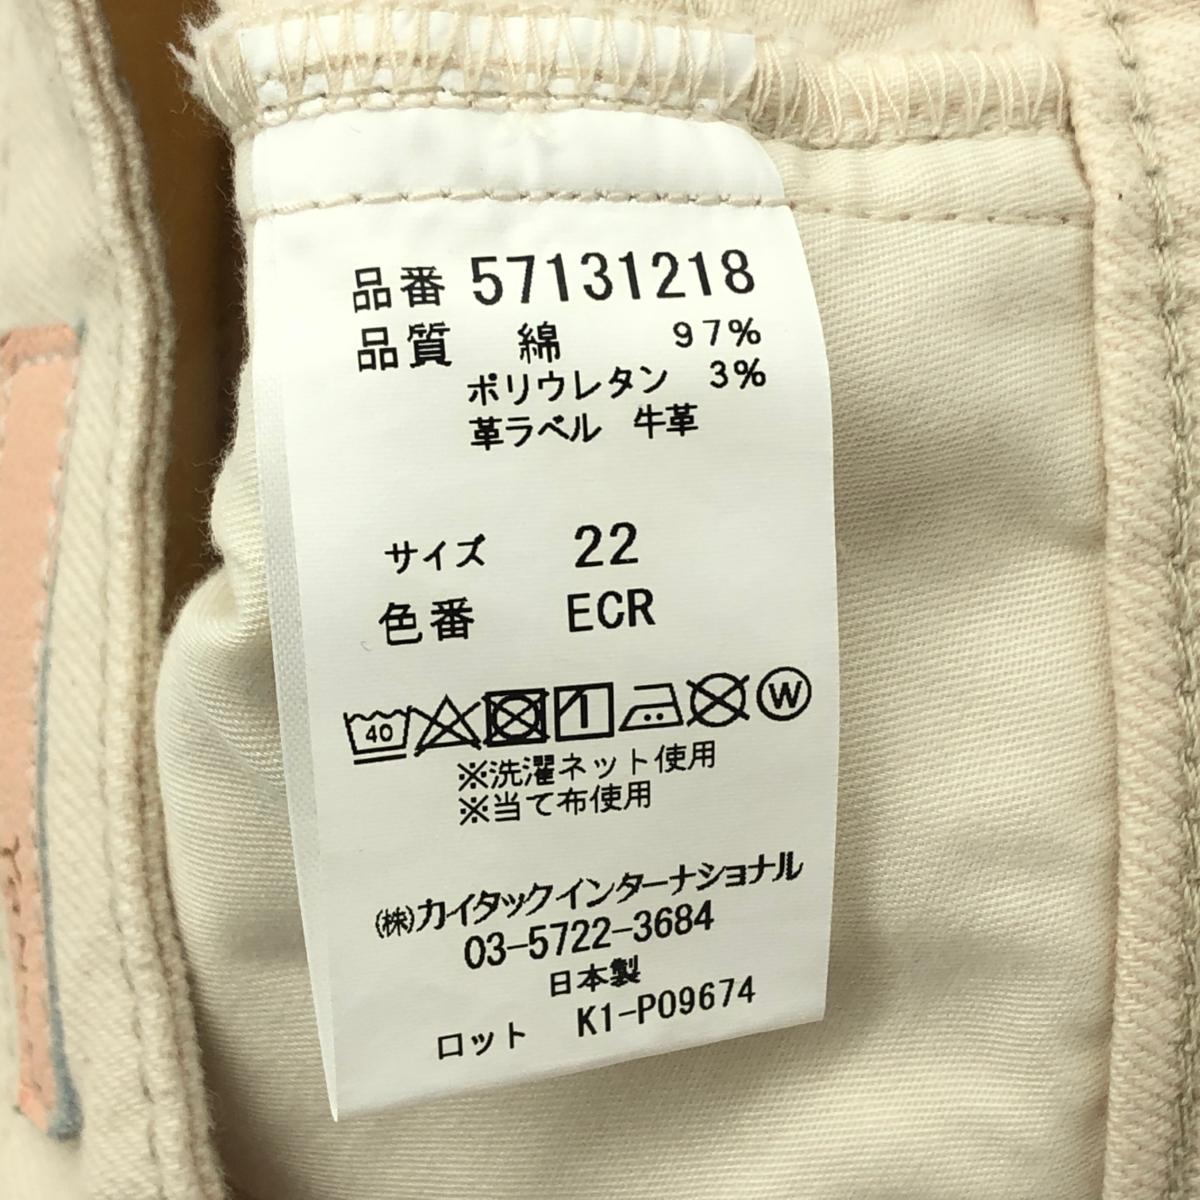 品番 57131218
品質 綿 97%
ポリウレタン 3%
革ラベル 牛革
サイズ 22
色番 ECR
40 W
※洗濯ネット使用
※当て布使用
㈱カイタックインターナショナル
03-5722-3684
日本製
ロット K1-P09674